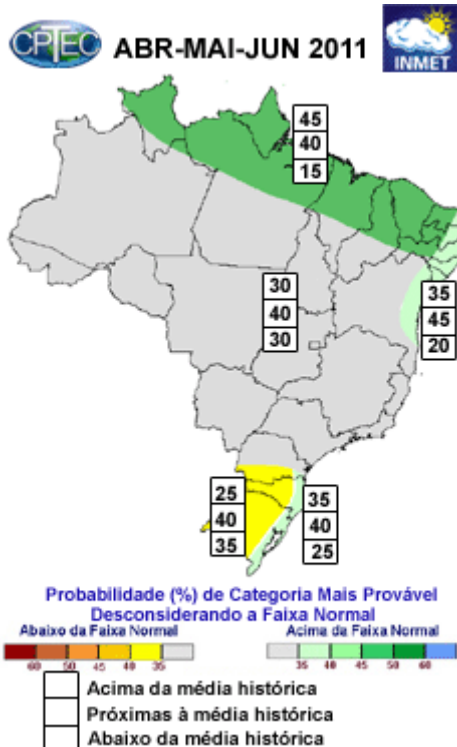 CPTEC ABR-MAI-JUN 2011 INMET
45
40
15
30
40
30
35
45
20
25
40
35
35
40
25
Probabilidade (%) de Categoria Mais Provável
Desconsiderando a Faixa Normal
Abaixo da Faixa Normal Acima da Faixa Normal
60 50 45 40 35 35 40 45 50 60
Acima da média histórica
Próximas à média histórica
Abaixo da média histórica